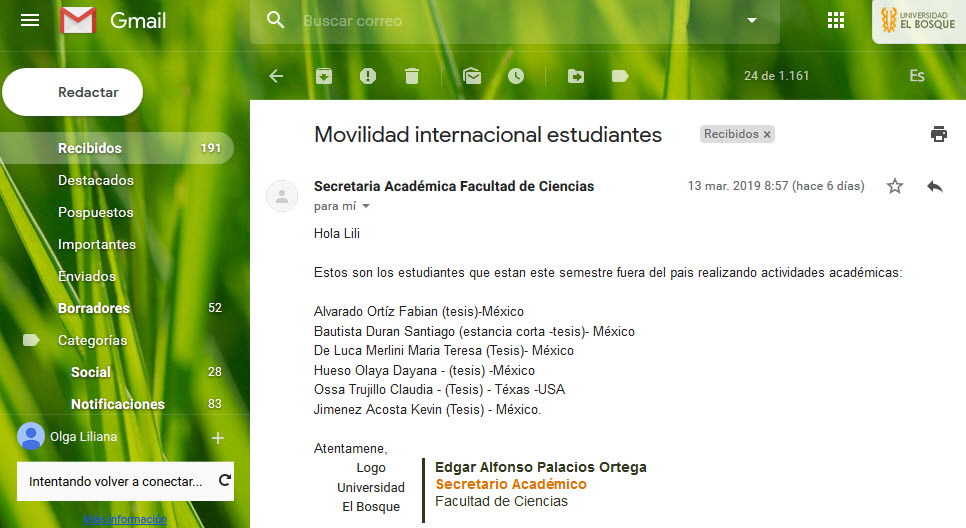 Gmail
Buscar correo
UNIVERSIDAD
EL BOSQUE
Redactar
24 de 1.161
Es
Recibidos 191
Destacados
Pospuestos
Importantes
Enviados
Borradores 52
Categorías
Social 28
Notificaciones 83
Olga Liliana
Intentando volver a conectar...
Más información
Movilidad internacional estudiantes
Recibidos x
Secretaria Académica Facultad de Ciencias
13 mar. 2019 8:57 (hace 6 días)
para mí
Hola Lili
Estos son los estudiantes que estan este semestre fuera del pais realizando actividades académicas:
Alvarado Ortíz Fabian (tesis)-México
Bautista Duran Santiago (estancia corta -tesis)- México
De Luca Merlini Maria Teresa (Tesis)- México
Hueso Olaya Dayana - (tesis) -México
Ossa Trujillo Claudia - (Tesis) - Téxas -USA
Jimenez Acosta Kevin (Tesis) - México.
Atentamene,
Logo
Universidad
El Bosque
Edgar Alfonso Palacios Ortega
Secretario Académico
Facultad de Ciencias